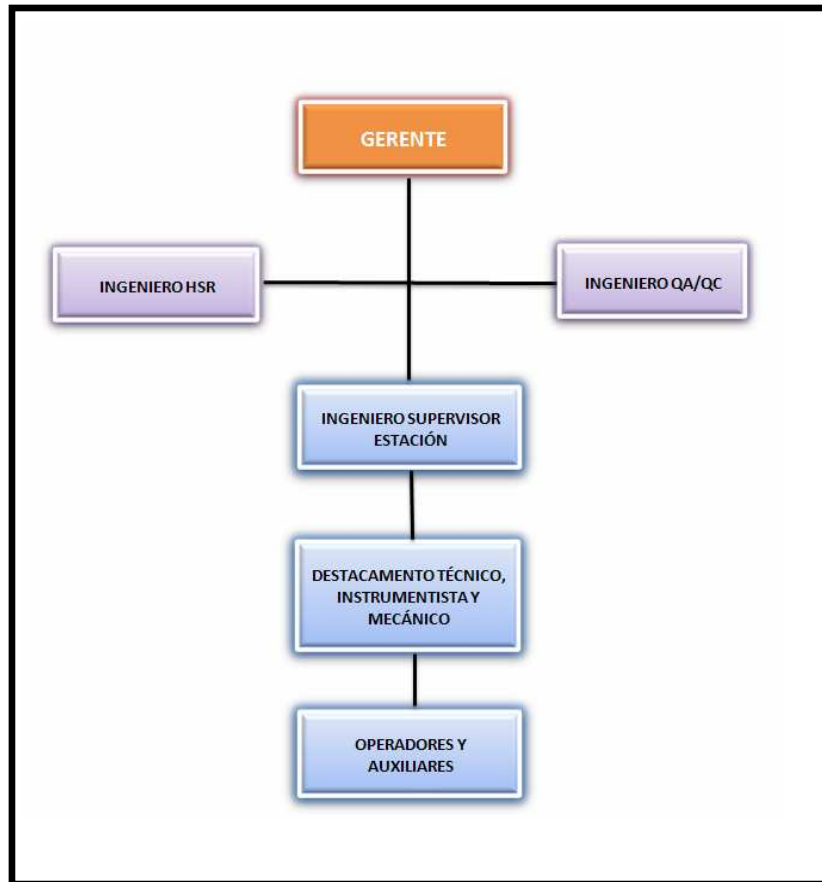 GERENTE
INGENIERO HSR
INGENIERO QA/QC
INGENIERO SUPERVISOR
ESTACIÓN
DESTACAMENTO TÉCNICO,
INSTRUMENTISTA Y
MECÁNICO
OPERADORES Y
AUXILIARES